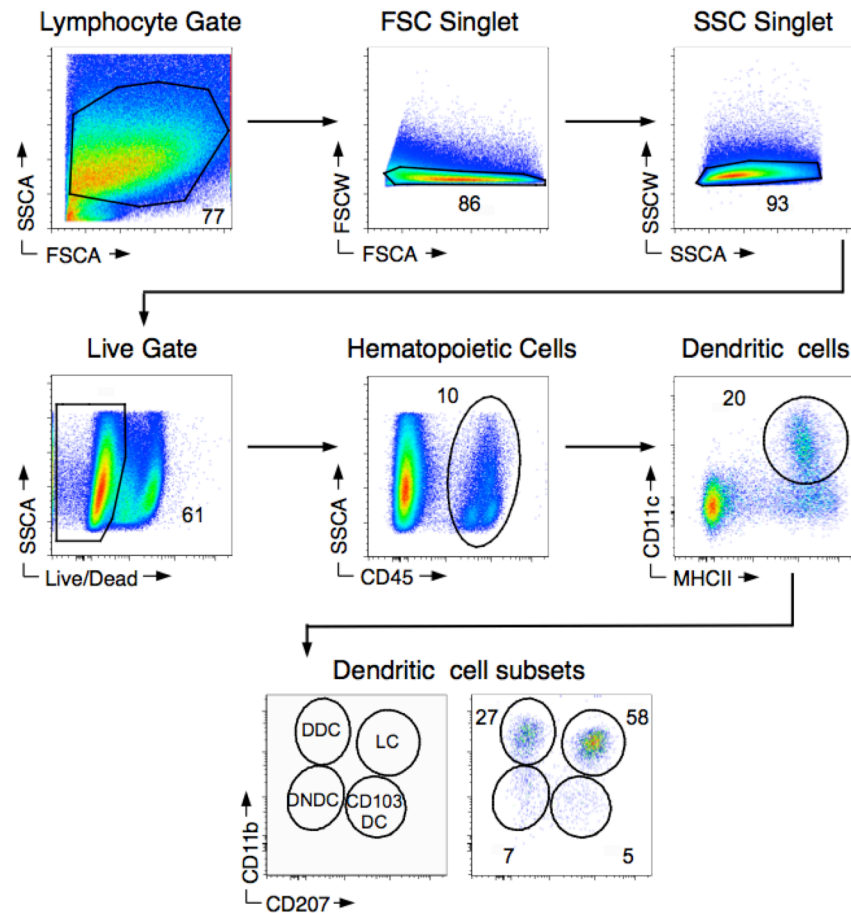 Lymphocyte Gate
FSC Singlet
SSC Singlet
SSCA
77
FSCA
FSCW
86
FSCA
SSCW
93
SSCA
Live Gate
Hematopoietic Cells
Dendritic cells
SSCA
61
Live/Dead
10
SSCA
CD45
20
CD11c
MHCII
Dendritic cell subsets
DDC
LC
DNDC
CD103
DC
CD11b
CD207
27
58
7
5